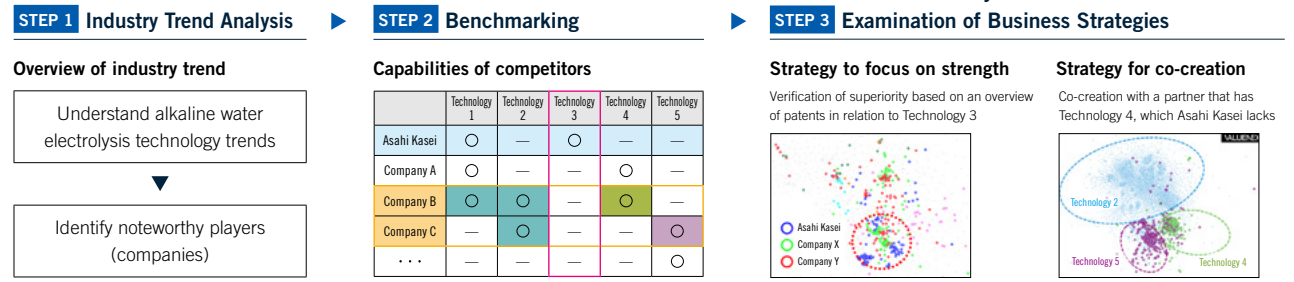 STEP 1 Industry Trend Analysis
Overview of industry trend
Understand alkaline water
electrolysis technology trends
Identify noteworthy players
(companies)
STEP 2 Benchmarking
Capabilities of competitors
Technology 1 Technology 2 Technology 3 Technology 4 Technology 5
Asahi Kasei ○ — ○ — —
Company A ○ — — ○ —
Company B ○ ○ — ○ —
Company C — ○ — — ○
··· — — — — ○
STEP 3 Examination of Business Strategies
Strategy to focus on strength
Verification of superiority based on an overview
of patents in relation to Technology 3
Asahi Kasei
Company X
Company Y
Strategy for co-creation
Co-creation with a partner that has
Technology 4, which Asahi Kasei lacks
VALUENEX
Technology 2
Technology 5
Technology 4